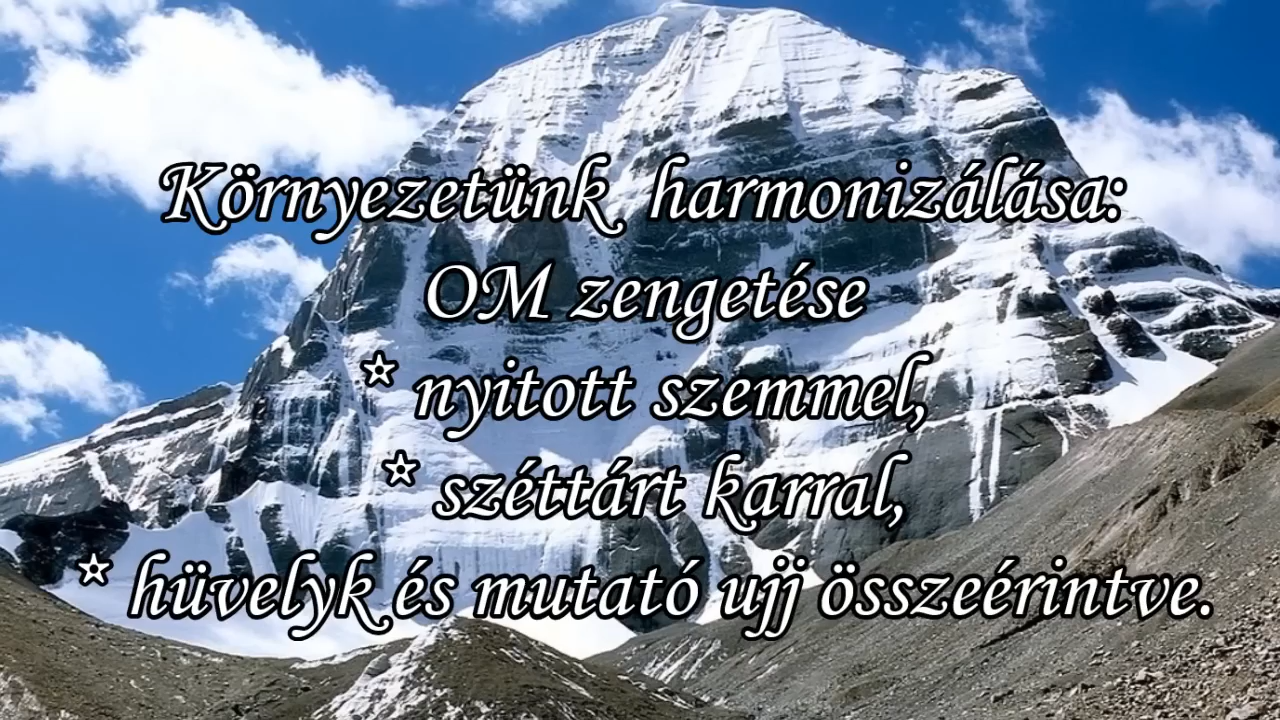 Környezetünk harmonizálása:
OM zengetése
* nyitott szemmel,
* széttárt karral,
* hüvelyk és mutató ujj összeérintve.